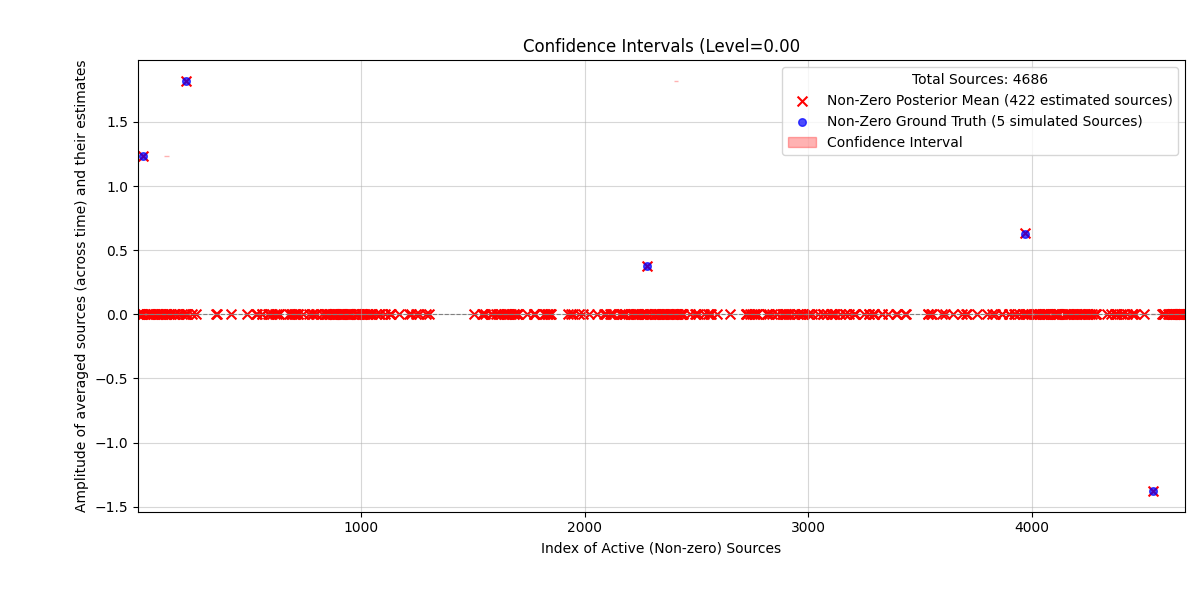 Confidence Intervals (Level=0.00
Amplitude of averaged sources (across time) and their estimates
1.5
1.0
0.5
0.0
−0.5
−1.0
−1.5
Total Sources: 4686
Non-Zero Posterior Mean (422 estimated sources)
Non-Zero Ground Truth (5 simulated Sources)
Confidence Interval
1000
2000
3000
4000
Index of Active (Non-zero) Sources